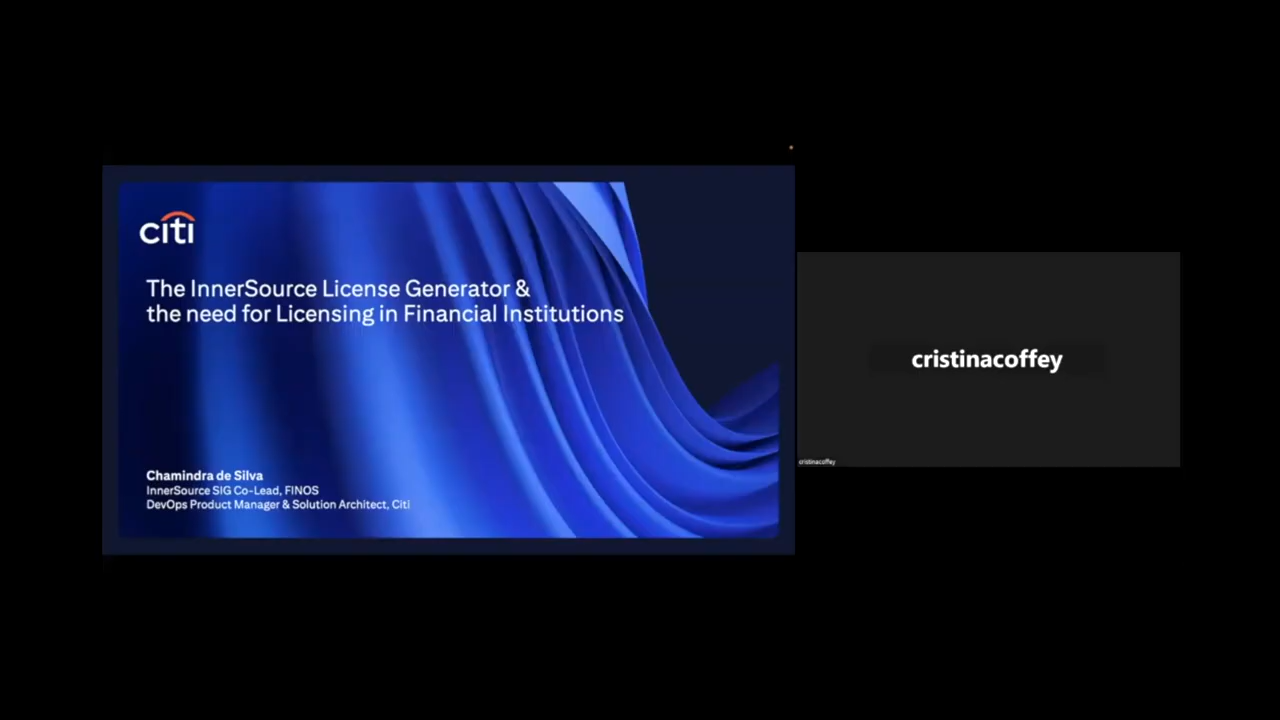 citi
The InnerSource License Generator &
the need for Licensing in Financial Institutions
Chamindra de Silva
InnerSource SIG Co-Lead, FINOS
DevOps Product Manager & Solution Architect, Citi
cristinacoffey
cristinacoffey